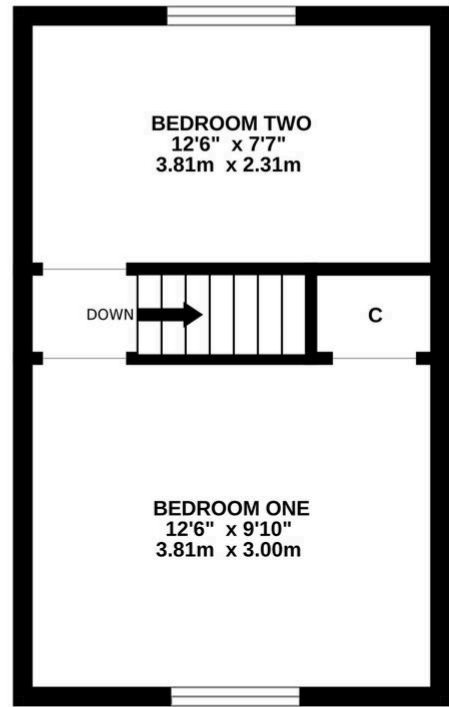 BEDROOM TWO
12'6" x 7'7"
3.81m x 2.31m
DOWN
C
BEDROOM ONE
12'6" x 9'10"
3.81m x 3.00m